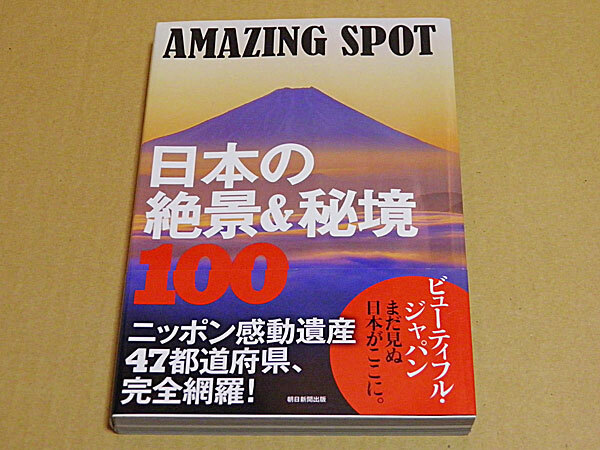 AMAZING SPOT
日本の
絶景&秘境
100
ビューティフル・
ジャパン
まだ見ぬ
日本がここに。
ニッポン感動遺産
47都道府県、
完全網羅!
朝日新聞出版